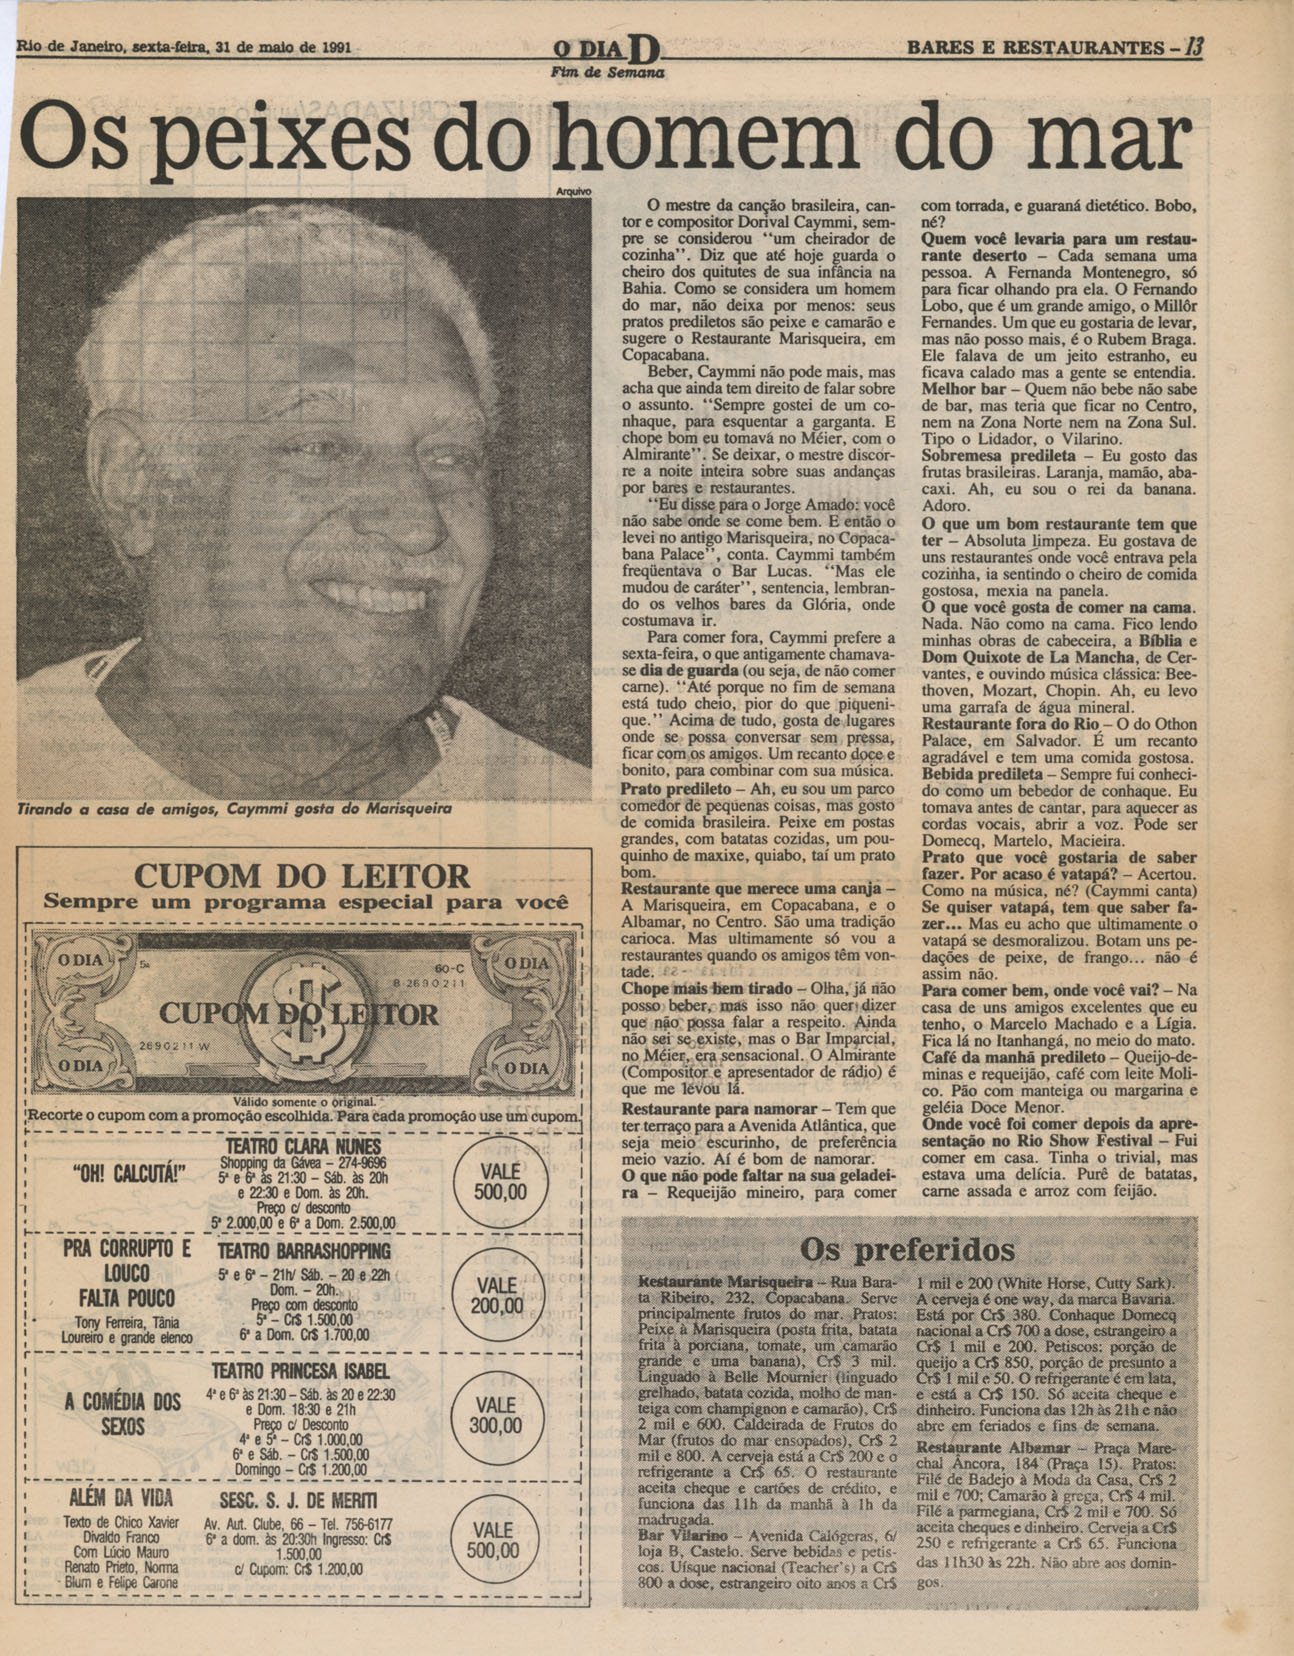 Rio de Janeiro, sexta-feira, 31 de maio de 1991
O DIA D
Fim de Semana
BARES E RESTAURANTES – 13
Os peixes do homem do mar
Arquivo
Tirando a casa de amigos, Caymmi gosta do Marisqueira
O mestre da canção brasileira, can-
tor e compositor Dorival Caymmi, sem-
pre se considerou “um cheirador de
cozinha”. Diz que até hoje guarda o
cheiro dos quitutes de sua infância na
Bahia. Como se considera um homem
do mar, não deixa por menos: seus
pratos prediletos são peixe e camarão e
sugere o Restaurante Marisqueira, em
Copacabana.
Beber, Caymmi não pode mais, mas
acha que ainda tem direito de falar sobre
o assunto. “Sempre gostei de um co-
nhaque, para esquentar a garganta. E
chope bom eu tomava no Méier, com o
Almirante”. Se deixar, o mestre discor-
re a noite inteira sobre suas andanças
por bares e restaurantes.
“Eu disse para o Jorge Amado: você
não sabe onde se come bem. E então o
levei no antigo Marisqueira, no Copaca-
bana Palace”, conta. Caymmi também
freqüentava o Bar Lucas. “Mas ele
mudou de caráter”, sentencia, lembran-
do os velhos bares da Glória, onde
costumava ir.
Para comer fora, Caymmi prefere a
sexta-feira, o que antigamente chamava-
se dia de guarda (ou seja, de não comer
carne). “Até porque no fim de semana
está tudo cheio, pior do que piqueni-
que.” Acima de tudo, gosta de lugares
onde se possa conversar sem pressa,
ficar com os amigos. Um recanto doce e
bonito, para combinar com sua música.
Prato predileto – Ah, eu sou um parco
comedor de pequenas coisas, mas gosto
de comida brasileira. Peixe em postas
grandes, com batatas cozidas, um pou-
quinho de maxixe, quiabo, taí um prato
bom.
Restaurante que merece uma canja –
A Marisqueira, em Copacabana, e o
Albamar, no Centro. São uma tradição
carioca. Mas ultimamente só vou a
restaurantes quando os amigos têm von-
tade.
Chope mais bem tirado – Olha, já não
posso beber, mas isso não quer dizer
que não possa falar a respeito. Ainda
não sei se existe, mas o Bar Imparcial,
no Méier, era sensacional. O Almirante
(Compositor e apresentador de rádio) é
que me levou lá.
Restaurante para namorar – Tem que
ter terraço para a Avenida Atlântica, que
seja meio escurinho, de preferência
meio vazio. Aí é bom de namorar.
O que não pode faltar na sua geladei-
ra – Requeijão mineiro, para comer
com torrada, e guaraná dietético. Bobo,
né?
Quem você levaria para um restau-
rante deserto – Cada semana uma
pessoa. A Fernanda Montenegro, só
para ficar olhando pra ela. O Fernando
Lobo, que é um grande amigo, o Millôr
Fernandes. Um que eu gostaria de levar,
mas não posso mais, é o Rubem Braga.
Ele falava de um jeito estranho, eu
ficava calado mas a gente se entendia.
Melhor bar – Quem não bebe não sabe
de bar, mas teria que ficar no Centro,
nem na Zona Norte nem na Zona Sul.
Tipo o Lidador, o Vilarino.
Sobremesa predileta – Eu gosto das
frutas brasileiras. Laranja, mamão, aba-
caxi. Ah, eu sou o rei da banana.
Adoro.
O que um bom restaurante tem que
ter – Absoluta limpeza. Eu gostava de
uns restaurantes onde você entrava pela
cozinha, ia sentindo o cheiro de comida
gostosa, mexia na panela.
O que você gosta de comer na cama.
Nada. Não como na cama. Fico lendo
minhas obras de cabeceira, a Bíblia e
Dom Quixote de La Mancha, de Cer-
vantes, e ouvindo música clássica: Bee-
thoven, Mozart, Chopin. Ah, eu levo
uma garrafa de água mineral.
Restaurante fora do Rio – O do Othon
Palace, em Salvador. É um recanto
agradável e tem uma comida gostosa.
Bebida predileta – Sempre fui conheci-
do como um bebedor de conhaque. Eu
tomava antes de cantar, para aquecer as
cordas vocais, abrir a voz. Pode ser
Domecq, Martelo, Macieira.
Prato que você gostaria de saber
fazer. Por acaso é vatapá? – Acertou.
Como na música, né? (Caymmi canta)
Se quiser vatapá, tem que saber fa-
zer... Mas eu acho que ultimamente o
vatapá se desmoralizou. Botam uns pe-
dações de peixe, de frango... não é
assim não.
Para comer bem, onde você vai? – Na
casa de uns amigos excelentes que eu
tenho, o Marcelo Machado e a Lígia.
Fica lá no Itanhangá, no meio do mato.
Café da manhã predileto – Queijo-de-
minas e requeijão, café com leite Moli-
co. Pão com manteiga ou margarina e
geléia Doce Menor.
Onde você foi comer depois da apre-
sentação no Rio Show Festival – Fui
comer em casa. Tinha o trivial, mas
estava uma delícia. Purê de batatas,
carne assada e arroz com feijão.
CUPOM DO LEITOR
Sempre um programa especial para você
O DIA
O DIA
5ª
60-C
B 2690211
CUPOM DO LEITOR
2690211 W
O DIA
O DIA
Válido somente o original.
Recorte o cupom com a promoção escolhida. Para cada promoção use um cupom.
“OH! CALCUTÁ!”
TEATRO CLARA NUNES
Shopping da Gávea – 274-9696
5ª e 6ª às 21:30 – Sáb. às 20h
e 22:30 e Dom. às 20h.
Preço c/ desconto
5ª 2.000,00 e 6ª a Dom. 2.500,00
VALE
500,00
PRA CORRUPTO E
LOUCO
FALTA POUCO
Tony Ferreira, Tânia
Loureiro e grande elenco
TEATRO BARRASHOPPING
5ª e 6ª – 21h/ Sáb. – 20 e 22h
Dom. – 20h.
Preço com desconto
5ª – Cr$ 1.500,00
6ª a Dom. Cr$ 1.700,00
VALE
200,00
A COMÉDIA DOS
SEXOS
TEATRO PRINCESA ISABEL
4ª e 6ª às 21:30 – Sáb. às 20 e 22:30
e Dom. 18:30 e 21h
Preço c/ Desconto
4ª e 5ª – Cr$ 1.000,00
6ª e Sáb. – Cr$ 1.500,00
Domingo – Cr$ 1.200,00
VALE
300,00
ALÉM DA VIDA
Texto de Chico Xavier
Divaldo Franco
Com Lúcio Mauro
Renato Prieto, Norma
Blum e Felipe Carone
SESC. S. J. DE MERITI
Av. Aut. Clube, 66 – Tel. 756-6177
6ª a dom. às 20:30h Ingresso: Cr$
1.500,00
c/ Cupom: Cr$ 1.200,00
VALE
500,00
Os preferidos
Restaurante Marisqueira – Rua Bara-
ta Ribeiro, 232, Copacabana. Serve
principalmente frutos do mar. Pratos:
Peixe à Marisqueira (posta frita, batata
frita à porciana, tomate, um camarão
grande e uma banana), Cr$ 3 mil.
Linguado à Belle Mournier (linguado
grelhado, batata cozida, molho de man-
teiga com champignon e camarão), Cr$
2 mil e 600. Caldeirada de Frutos do
Mar (frutos do mar ensopados), Cr$ 2
mil e 800. A cerveja está a Cr$ 200 e o
refrigerante a Cr$ 65. O restaurante
aceita cheque e cartões de crédito, e
funciona das 11h da manhã à 1h da
madrugada.
Bar Vilarino – Avenida Calógeras, 6/
loja B, Castelo. Serve bebidas e petis-
cos. Uísque nacional (Teacher’s) a Cr$
800 a dose, estrangeiro oito anos a Cr$
1 mil e 200 (White Horse, Cutty Sark).
A cerveja é one way, da marca Bavaria.
Está por Cr$ 380. Conhaque Domecq
nacional a Cr$ 700 a dose, estrangeiro a
Cr$ 1 mil e 200. Petiscos: porção de
queijo a Cr$ 850, porção de presunto a
Cr$ 1 mil e 50. O refrigerante é em lata,
e está a Cr$ 150. Só aceita cheque e
dinheiro. Funciona das 12h às 21h e não
abre em feriados e fins de semana.
Restaurante Albamar – Praça Mare-
chal Âncora, 184 (Praça 15). Pratos:
Filé de Badejo à Moda da Casa, Cr$ 2
mil e 700; Camarão à grega, Cr$ 4 mil.
Filé a parmegiana, Cr$ 2 mil e 700. Só
aceita cheques e dinheiro. Cerveja a Cr$
250 e refrigerante a Cr$ 65. Funciona
das 11h30 às 22h. Não abre aos domin-
gos.